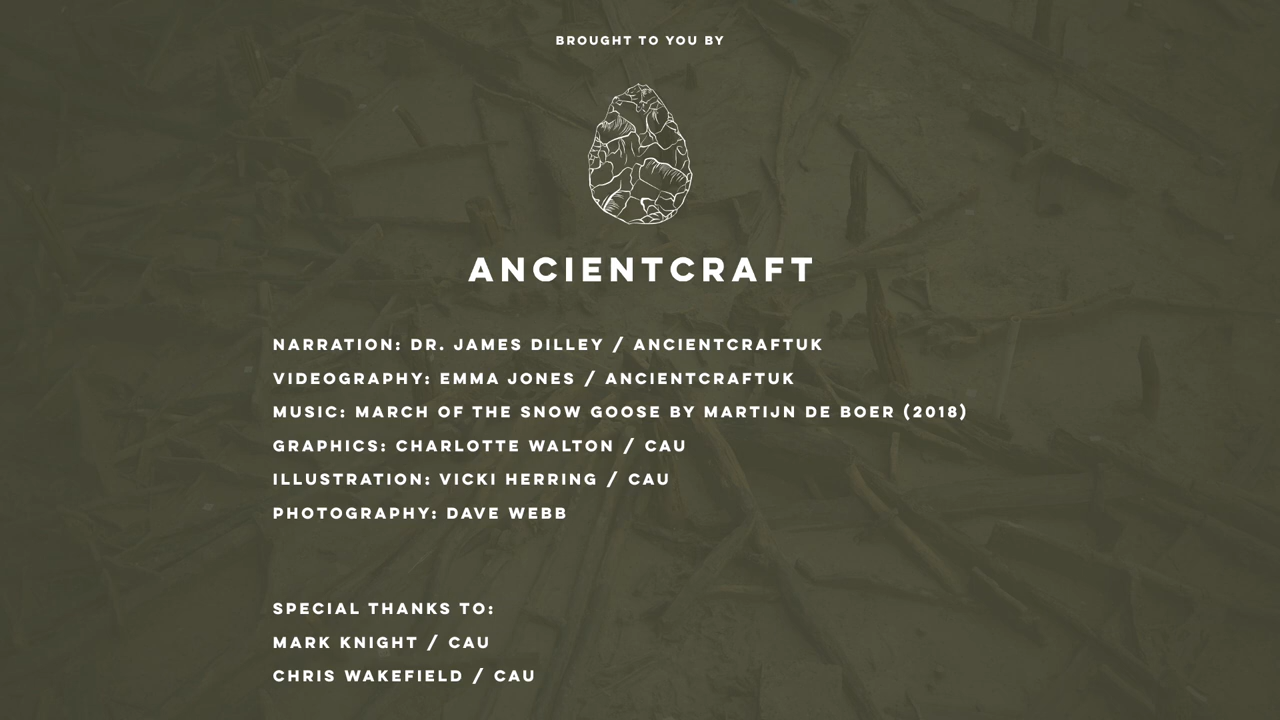 BROUGHT TO YOU BY
ANCIENTCRAFT
NARRATION: DR. JAMES DILLEY / ANCIENTCRAFTUK
VIDEOGRAPHY: EMMA JONES / ANCIENTCRAFTUK
MUSIC: MARCH OF THE SNOW GOOSE BY MARTIJN DE BOER (2018)
GRAPHICS: CHARLOTTE WALTON / CAU
ILLUSTRATION: VICKI HERRING / CAU
PHOTOGRAPHY: DAVE WEBB
SPECIAL THANKS TO:
MARK KNIGHT / CAU
CHRIS WAKEFIELD / CAU